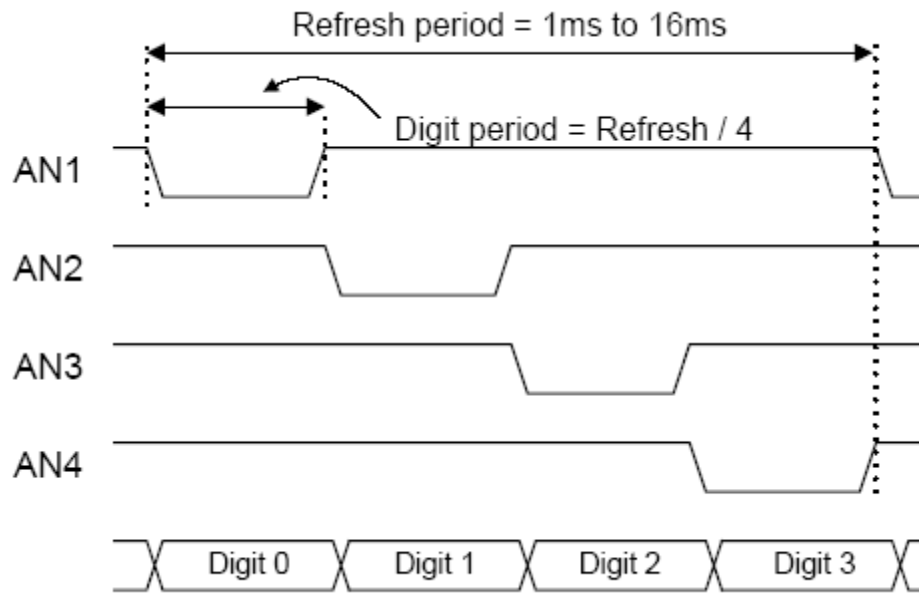 Refresh period = 1ms to 16ms
Digit period = Refresh / 4
AN1
AN2
AN3
AN4
Digit 0 Digit 1 Digit 2 Digit 3